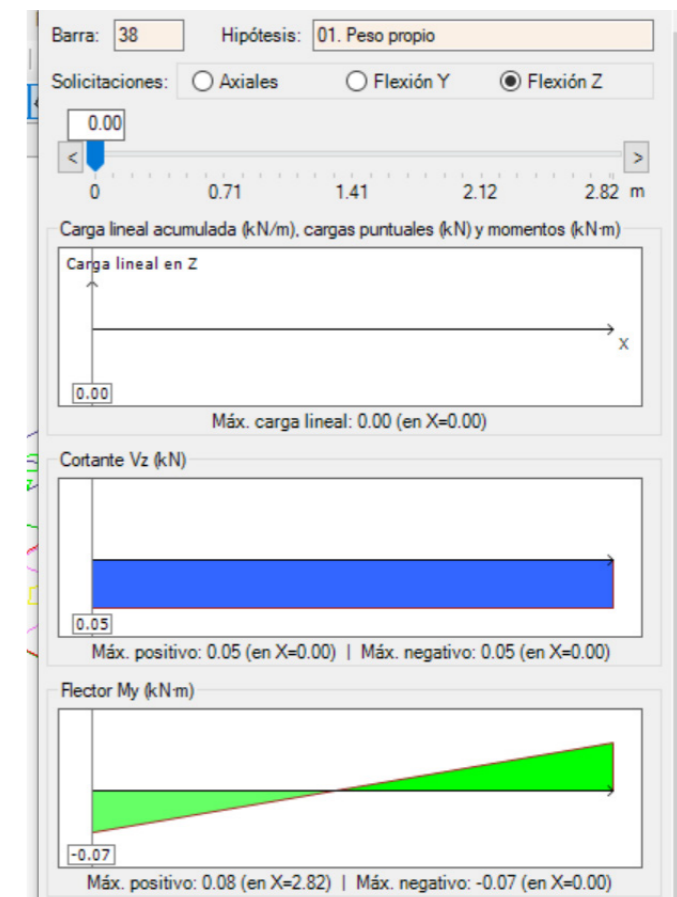 Barra: 38 Hipótesis: 01. Peso propio
Solicitaciones: Axiales Flexión Y Flexión Z
0.00
< >
0 0.71 1.41 2.12 2.82 m
Carga lineal acumulada (kN/m), cargas puntuales (kN) y momentos (kN·m)
Carga lineal en Z
x
0.00
Máx. carga lineal: 0.00 (en X=0.00)
Cortante Vz (kN)
0.05
Máx. positivo: 0.05 (en X=0.00) | Máx. negativo: 0.05 (en X=0.00)
Flector My (kN·m)
-0.07
Máx. positivo: 0.08 (en X=2.82) | Máx. negativo: -0.07 (en X=0.00)